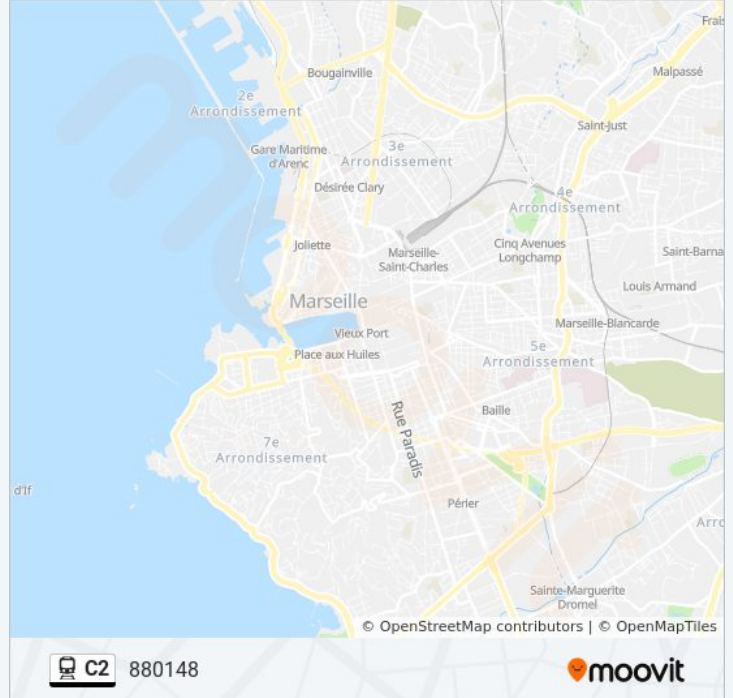 Frais
Bougainville
Malpassé
2e
Arrondissement
Saint-Just
Gare Maritime
d'Arenc
3e
Arrondissement
Désirée Clary
4e
Arrondissement
Joliette
Marseille-
Saint-Charles
Cinq Avenues
Longchamp
Saint-Barna
Louis Armand
Marseille
Marseille-Blancarde
Vieux Port
Place aux Huiles
5e
Arrondissement
Rue Paradis
Baille
7e
Arrondissement
d'If
Périer
Arro
Sainte-Marguerite
Dromel
© OpenStreetMap contributors | © OpenMapTiles
C2 880148
moovit